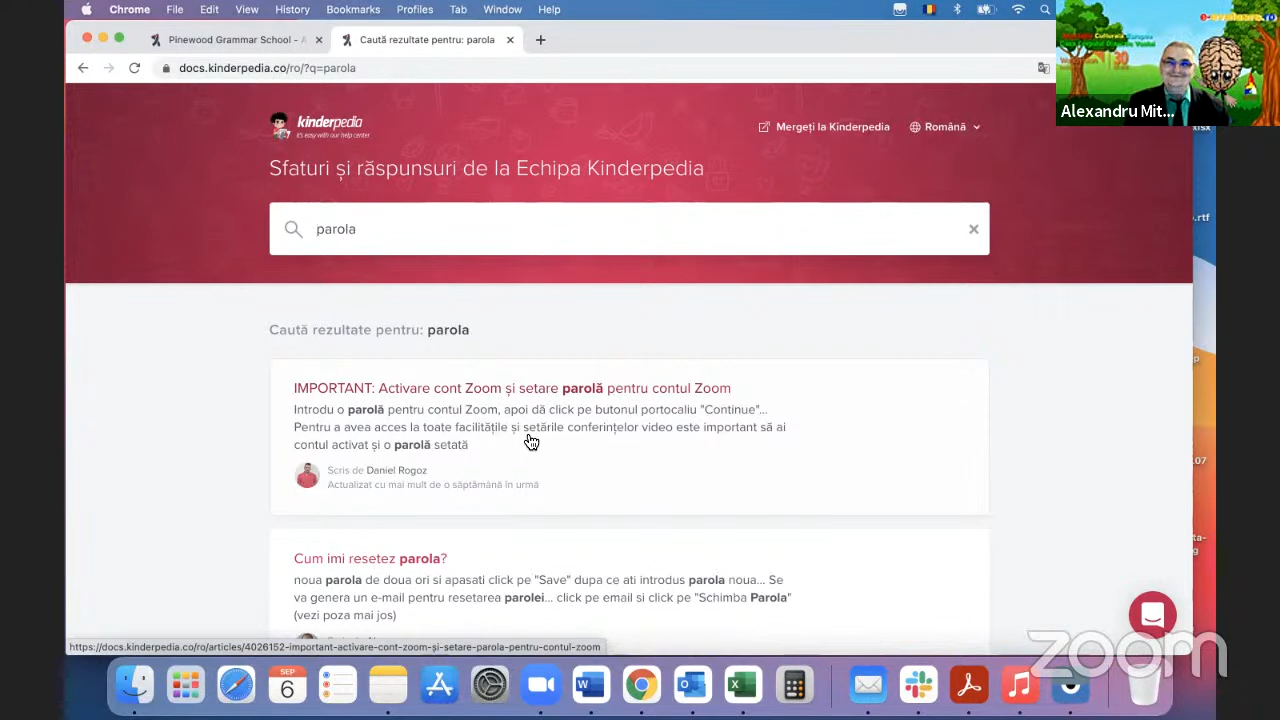 Chrome File Edit View History Bookmarks Profiles Tab Window Help
Pinewood Grammar School - A
Caută rezultate pentru: parola
docs.kinderpedia.co/ro/?q=parola
Alexandru Mit...
kinderpedia
It's easy with our help center
Mergeți la Kinderpedia
Română
Sfaturi și răspunsuri de la Echipa Kinderpedia
parola
Caută rezultate pentru: parola
IMPORTANT: Activare cont Zoom și setare parolă pentru contul Zoom
Introdu o parolă pentru contul Zoom, apoi dă click pe butonul portocaliu "Continue"...
Pentru a avea acces la toate facilitățile și setările conferințelor video este important să ai
contul activat și o parolă setată
Scris de Daniel Rogoz
Actualizat cu mai mult de o săptămână în urmă
Cum imi resetez parola?
noua parola de doua ori si apasati click pe "Save" dupa ce ati introdus parola noua... Se
va genera un e-mail pentru resetarea parolei... click pe email si click pe "Schimba Parola"
(vezi poza mai jos)
https://docs.kinderpedia.co/ro/articles/4026152-important-activare-cont-zoom-și-setare-parola-pentru-contul-zoom
.rtf
SEP
6
zoom